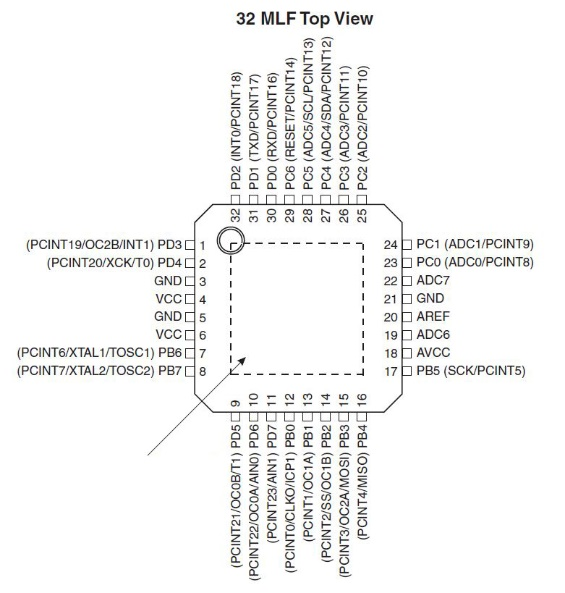 32 MLF Top View
PD2 (INT0/PCINT18)
PD1 (TXD/PCINT17)
PD0 (RXD/PCINT16)
PC6 (RESET/PCINT14)
PC5 (ADC5/SCL/PCINT13)
PC4 (ADC4/SDA/PCINT12)
PC3 (ADC3/PCINT11)
PC2 (ADC2/PCINT10)
32
31
30
29
28
27
26
25
(PCINT19/OC2B/INT1) PD3 1
(PCINT20/XCK/T0) PD4 2
GND 3
VCC 4
GND 5
VCC 6
(PCINT6/XTAL1/TOSC1) PB6 7
(PCINT7/XTAL2/TOSC2) PB7 8
24 PC1 (ADC1/PCINT9)
23 PC0 (ADC0/PCINT8)
22 ADC7
21 GND
20 AREF
19 ADC6
18 AVCC
17 PB5 (SCK/PCINT5)
9
10
11
12
13
14
15
16
(PCINT21/OC0B/T1) PD5
(PCINT22/OC0A/AIN0) PD6
(PCINT23/AIN1) PD7
(PCINT0/CLKO/ICP1) PB0
(PCINT1/OC1A) PB1
(PCINT2/SS/OC1B) PB2
(PCINT3/OC2A/MOSI) PB3
(PCINT4/MISO) PB4